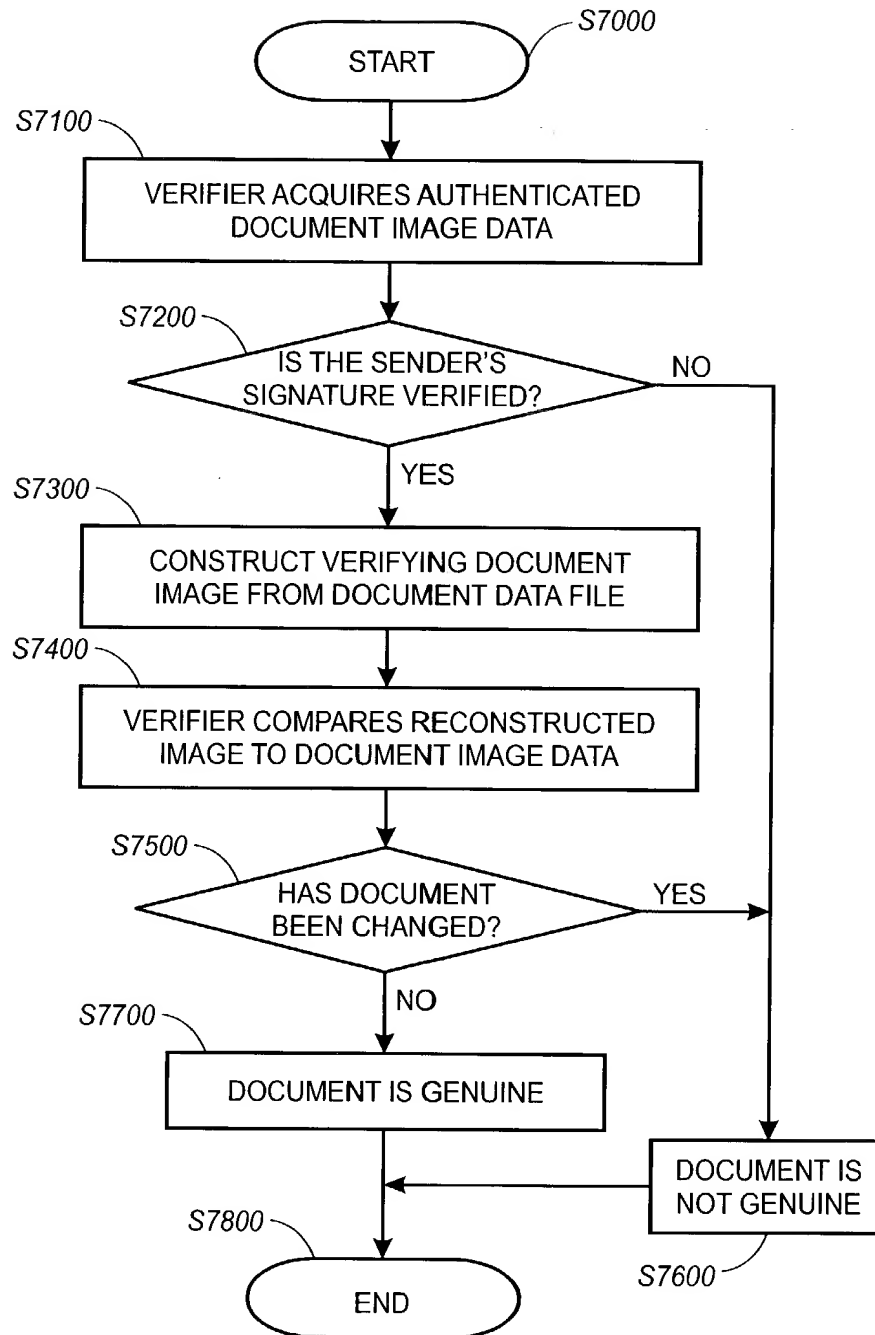 S7000
START
S7100
VERIFIER ACQUIRES AUTHENTICATED
DOCUMENT IMAGE DATA
S7200
IS THE SENDER'S
SIGNATURE VERIFIED?
NO
YES
S7300
CONSTRUCT VERIFYING DOCUMENT
IMAGE FROM DOCUMENT DATA FILE
S7400
VERIFIER COMPARES RECONSTRUCTED
IMAGE TO DOCUMENT IMAGE DATA
S7500
HAS DOCUMENT
BEEN CHANGED?
YES
NO
S7700
DOCUMENT IS GENUINE
DOCUMENT IS
NOT GENUINE
S7600
S7800
END